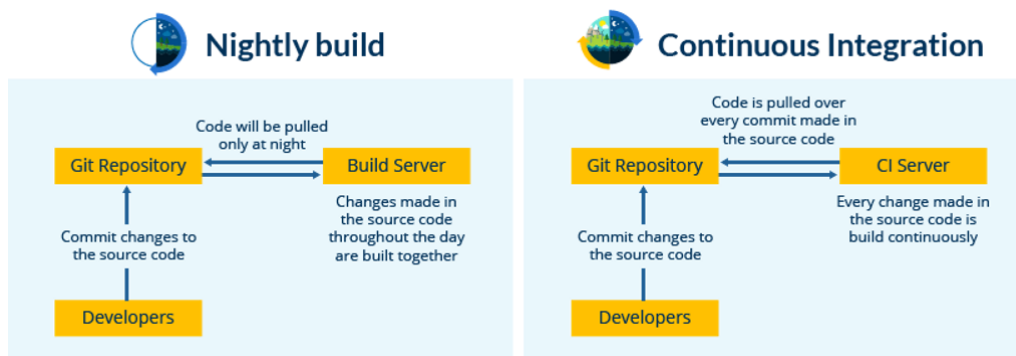 Nightly build
Code will be pulled
only at night
Git Repository
Build Server
Changes made in
the source code
throughout the day
are built together
Commit changes to
the source code
Developers
Continuous Integration
Code is pulled over
every commit made in
the source code
Git Repository
CI Server
Every change made in
the source code is
build continuously
Commit changes to
the source code
Developers